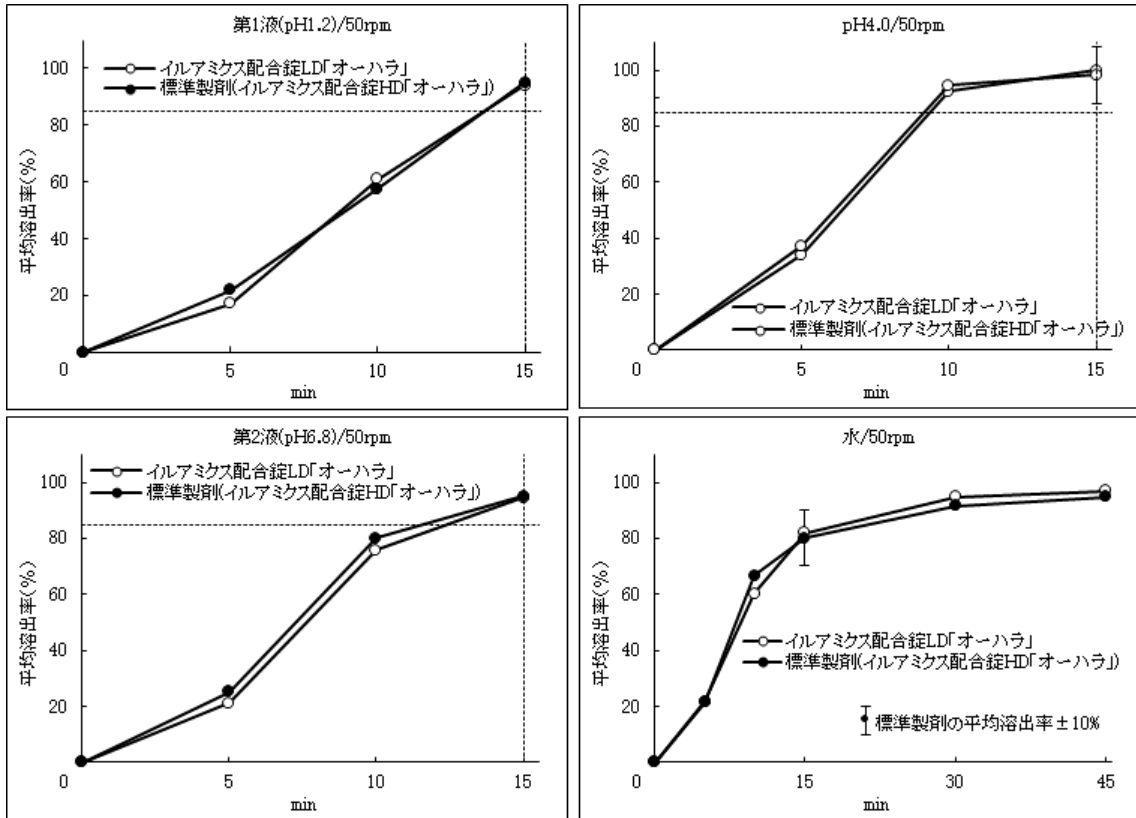 第1液(pH1.2)/50rpm
イルアミクス配合錠LD「オーハラ」
標準製剤(イルアミクス配合錠HD「オーハラ」)
平均溶出率(%)
100
80
60
40
20
0
5
10
15
min
pH4.0/50rpm
平均溶出率(%)
100
80
60
40
20
イルアミクス配合錠LD「オーハラ」
標準製剤(イルアミクス配合錠HD「オーハラ」)
0
5
10
15
min
第2液(pH6.8)/50rpm
イルアミクス配合錠LD「オーハラ」
標準製剤(イルアミクス配合錠HD「オーハラ」)
平均溶出率(%)
100
80
60
40
20
0
5
10
15
min
水/50rpm
平均溶出率(%)
100
80
60
40
20
イルアミクス配合錠LD「オーハラ」
標準製剤(イルアミクス配合錠HD「オーハラ」)
標準製剤の平均溶出率±10%
0
15
30
45
min